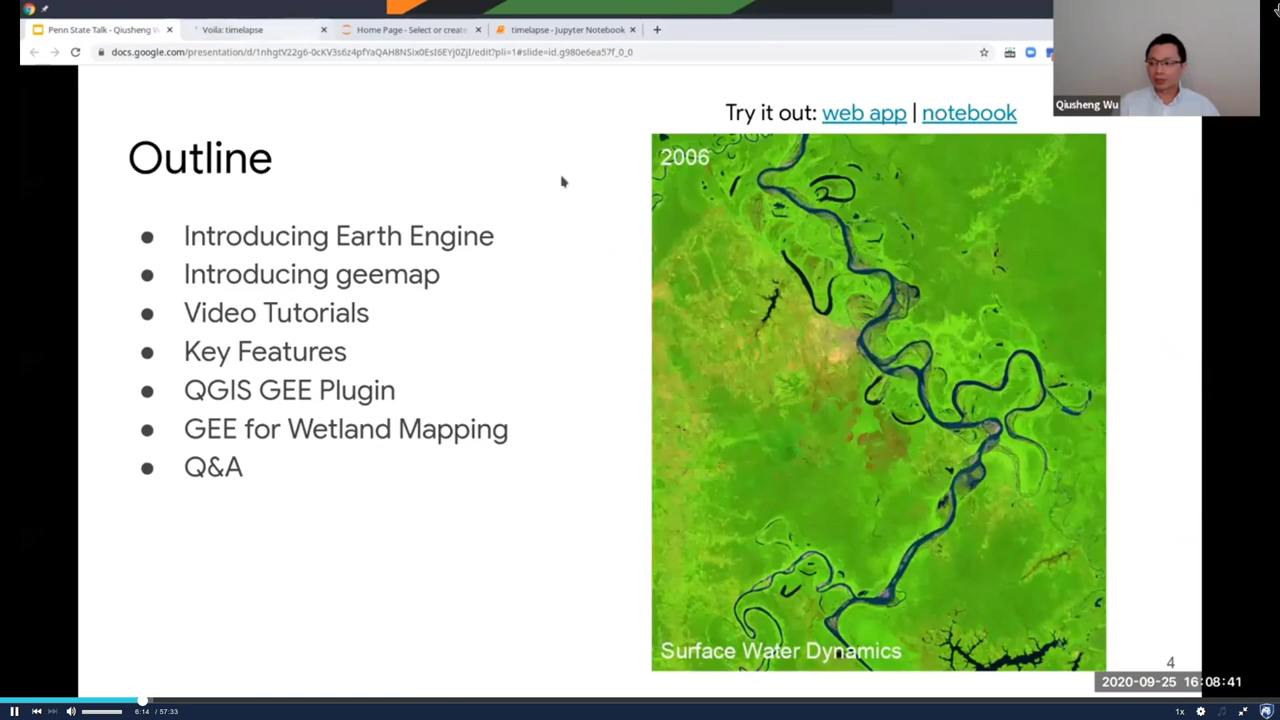 Penn State Talk - Qiusheng W
Voila: timelapse
Home Page - Select or create
timelapse - Jupyter Notebook
docs.google.com/presentation/d/1nhgtV22g6-0cKV3s6z4pfYaQAH8NSix0EsI6EYj0ZjI/edit?pli=1#slide=id.g980e6ea57f_0_0
Qiusheng Wu
Try it out: web app | notebook
Outline
2006
● Introducing Earth Engine
● Introducing geemap
● Video Tutorials
● Key Features
● QGIS GEE Plugin
● GEE for Wetland Mapping
● Q&A
Surface Water Dynamics
4
2020-09-25 16:08:41
6:14 / 57:33
1x